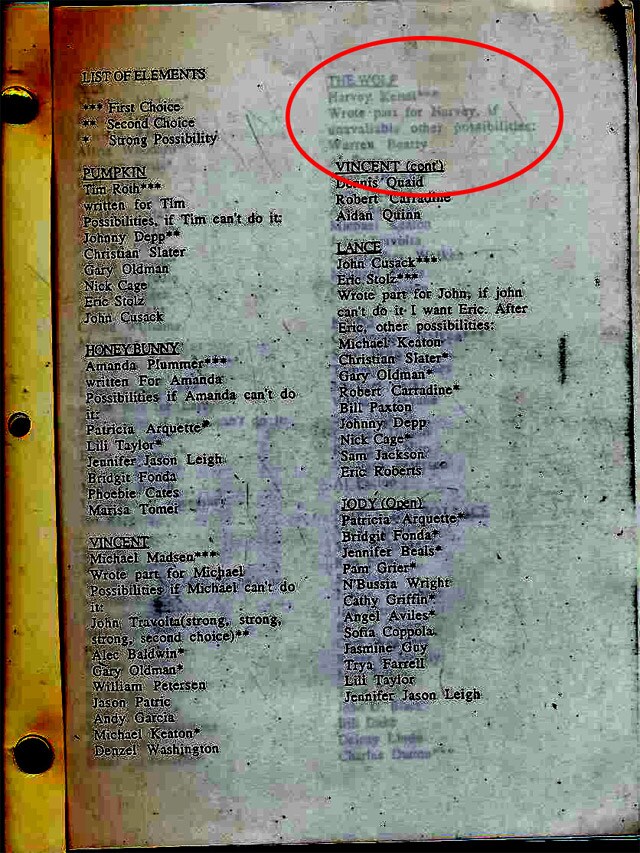 LIST OF ELEMENTS
*** First Choice
** Second Choice
* Strong Possibility
PUMPKIN
Tim Roth***
written for Tim
Possibilities, if Tim can't do it:
Johnny Depp**
Christian Slater
Gary Oldman
Nick Cage
Eric Stolz
John Cusack
HONEY BUNNY
Amanda Plummer***
written For Amanda
Possibilities if Amanda can't do
it:
Patricia Arquette*
Lili Taylor*
Jennifer Jason Leigh
Bridgit Fonda
Phoebie Cates
Marisa Tomei
VINCENT
Michael Madsen***
Wrote part for Michael
Possibilities if Michael can't do
it:
John Travolta(strong, strong,
strong, second choice)**
Alec Baldwin*
Gary Oldman*
William Petersen
Jason Patric
Andy Garcia
Michael Keaton*
Denzel Washington
THE WOLF
Harvey Keitel***
Wrote part for Harvey, if
unavaliable other possibilities:
Warren Beatty
VINCENT (cont')
Dennis Quaid
Robert Carradine
Aidan Quinn
LANCE
John Cusack***
Eric Stolz***
Wrote part for John, if john
can't do it I want Eric. After
Eric, other possibilities:
Michael Keaton
Christian Slater*
Gary Oldman*
Robert Carradine*
Bill Paxton
Johnny Depp
Nick Cage*
Sam Jackson
Eric Roberts
JODY (Open)
Patricia Arquette*
Bridgit Fonda*
Jennifer Beals*
Pam Grier*
N'Bussia Wright
Cathy Griffin*
Angel Aviles*
Sofia Coppola
Jasmine Guy
Trya Farrell
Lili Taylor
Jennifer Jason Leigh